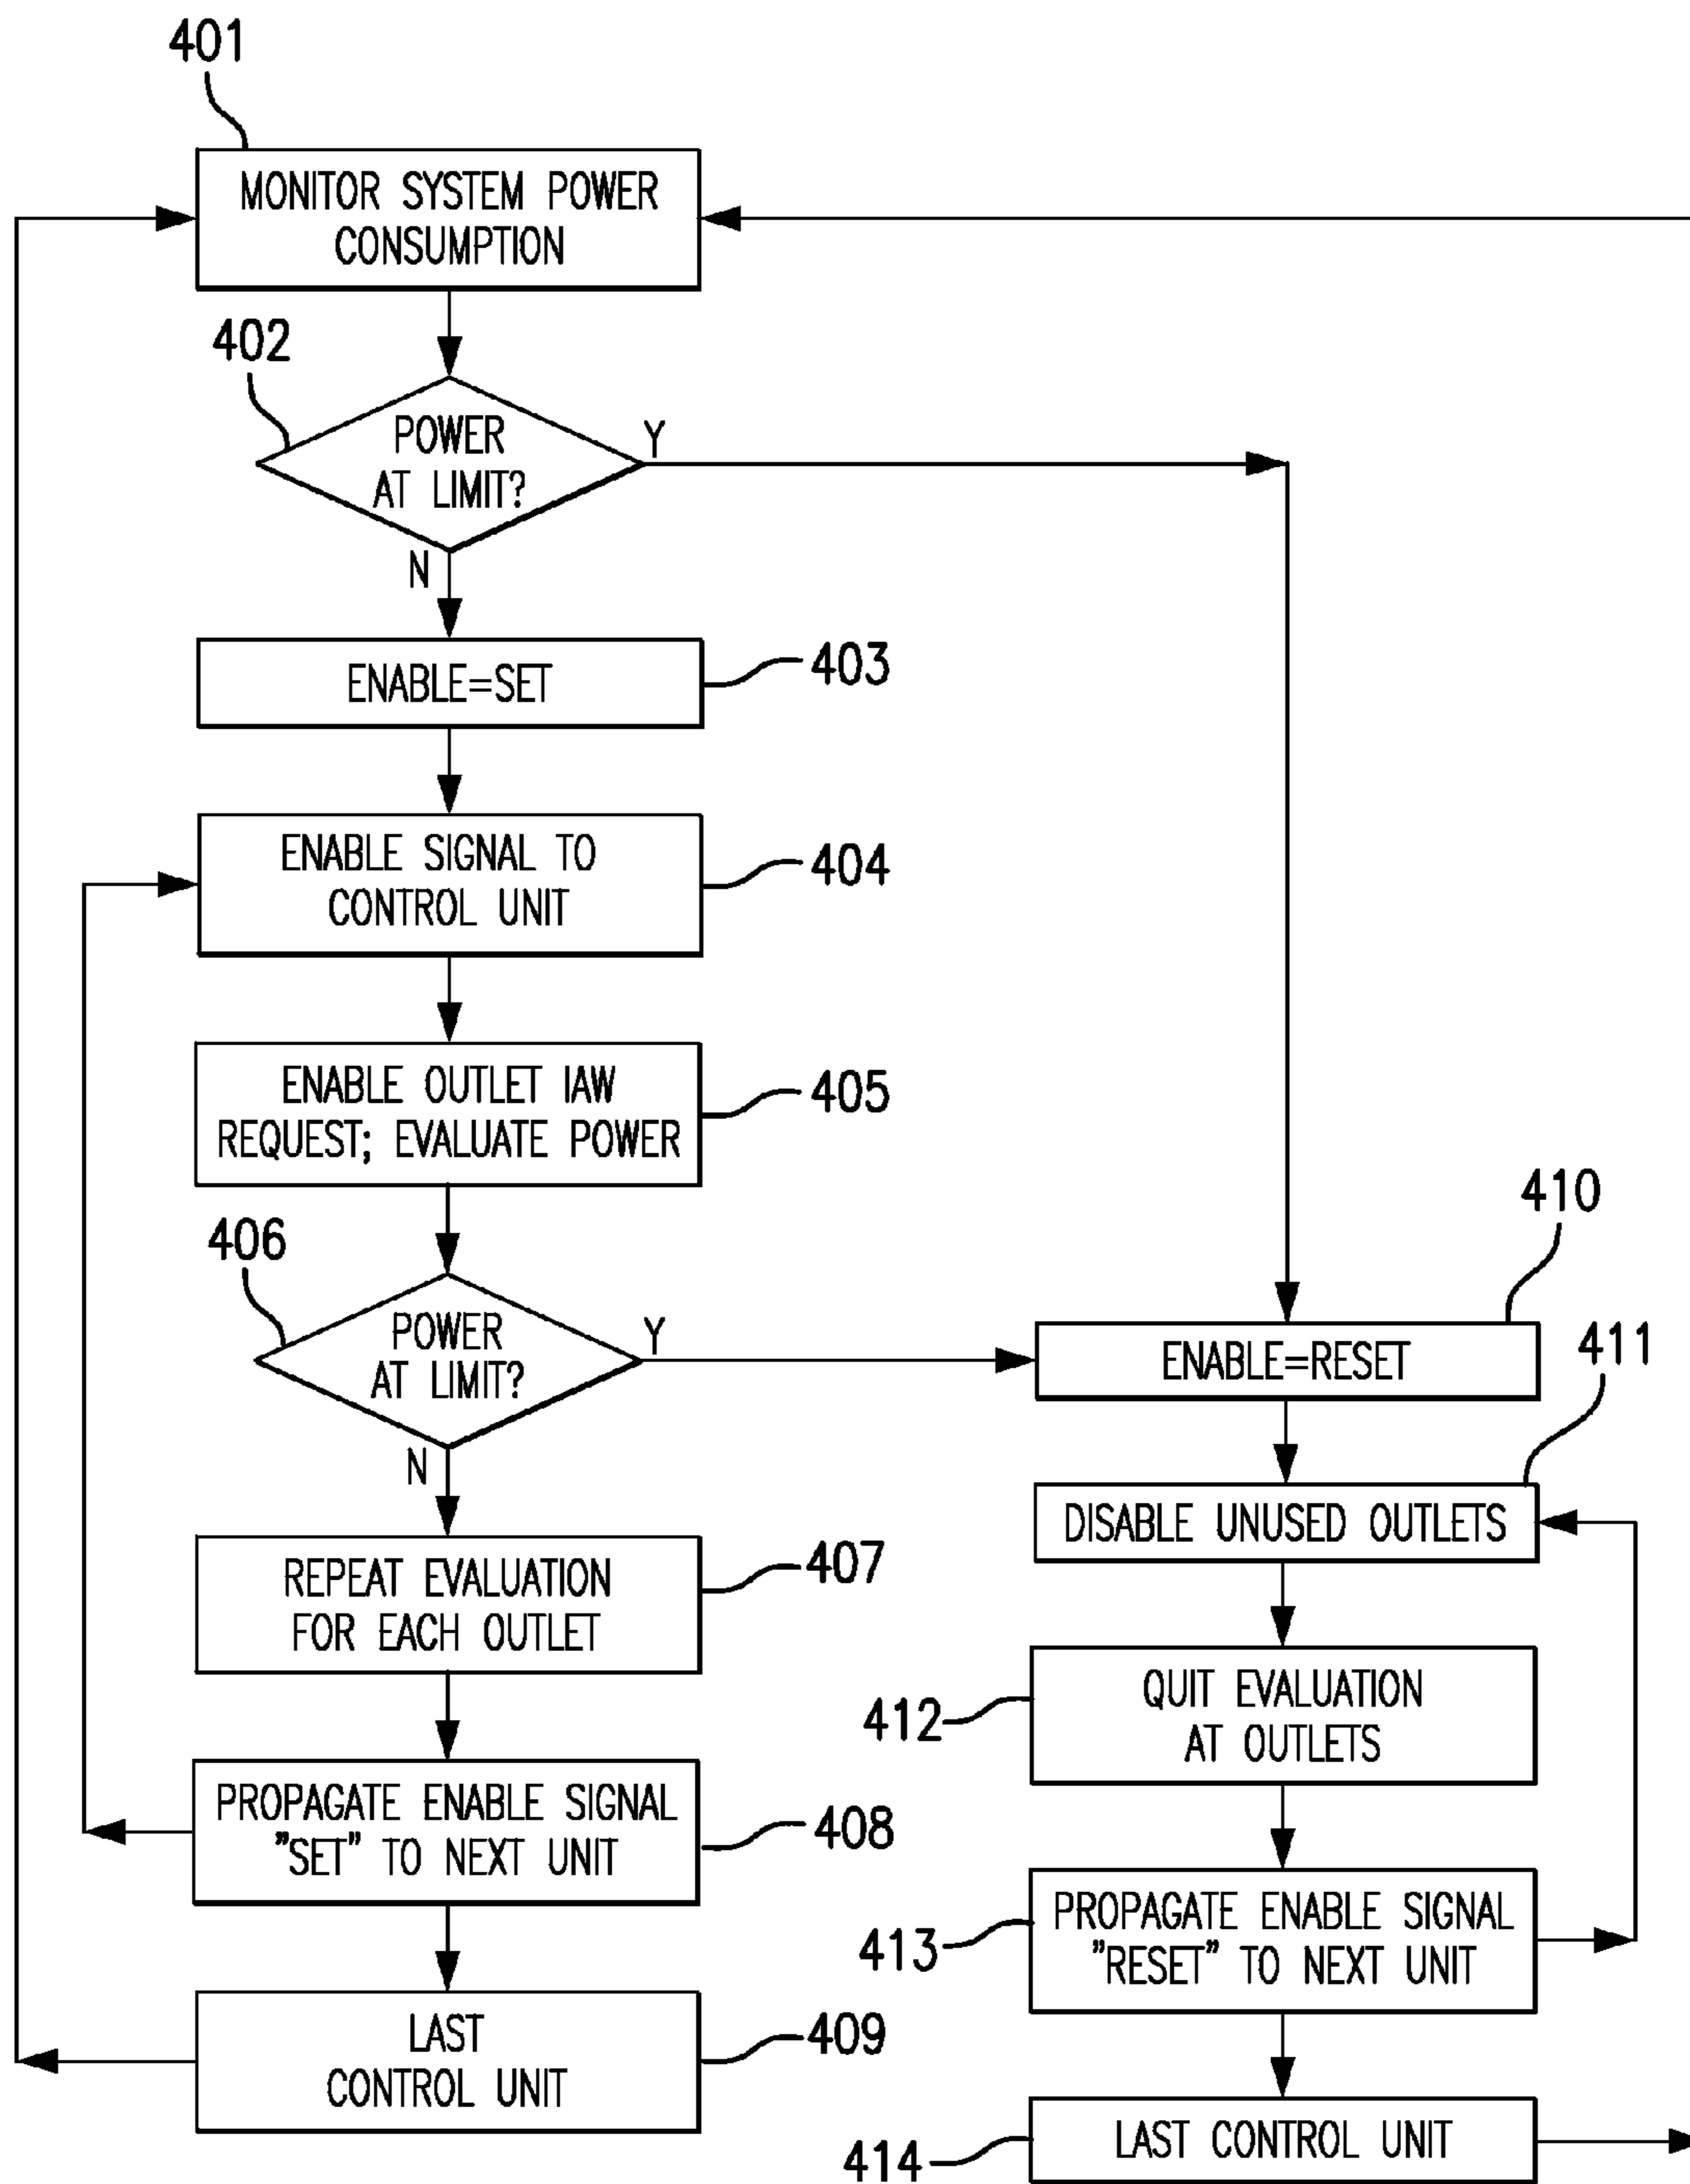 401
MONITOR SYSTEM POWER
CONSUMPTION
402
POWER
AT LIMIT?
Y
N
ENABLE=SET
403
ENABLE SIGNAL TO
CONTROL UNIT
404
ENABLE OUTLET IAW
REQUEST; EVALUATE POWER
405
406
POWER
AT LIMIT?
Y
N
REPEAT EVALUATION
FOR EACH OUTLET
407
PROPAGATE ENABLE SIGNAL
"SET" TO NEXT UNIT
408
LAST
CONTROL UNIT
409
410
ENABLE=RESET
411
DISABLE UNUSED OUTLETS
412
QUIT EVALUATION
AT OUTLETS
413
PROPAGATE ENABLE SIGNAL
"RESET" TO NEXT UNIT
414
LAST CONTROL UNIT